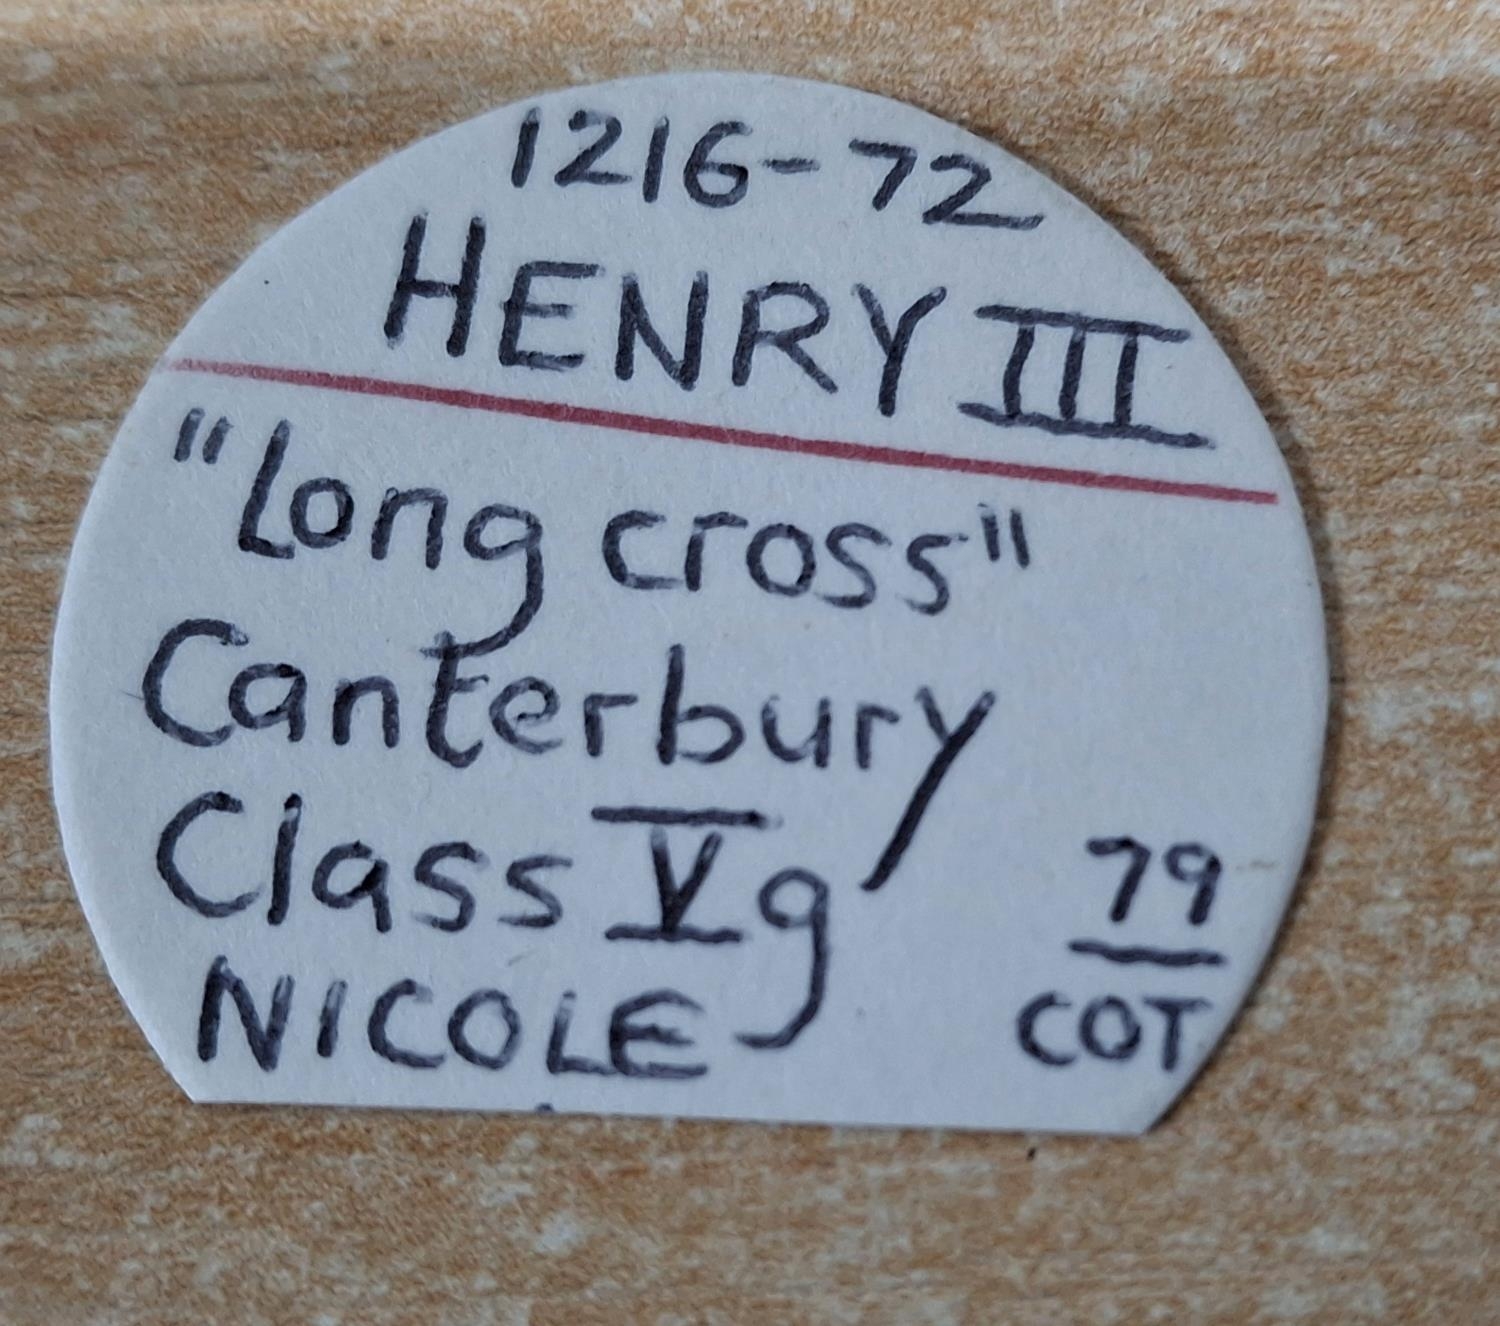 1216-72
HENRY III
"Long cross"
Canterbury
Class Vg
NICOLE
79
COT